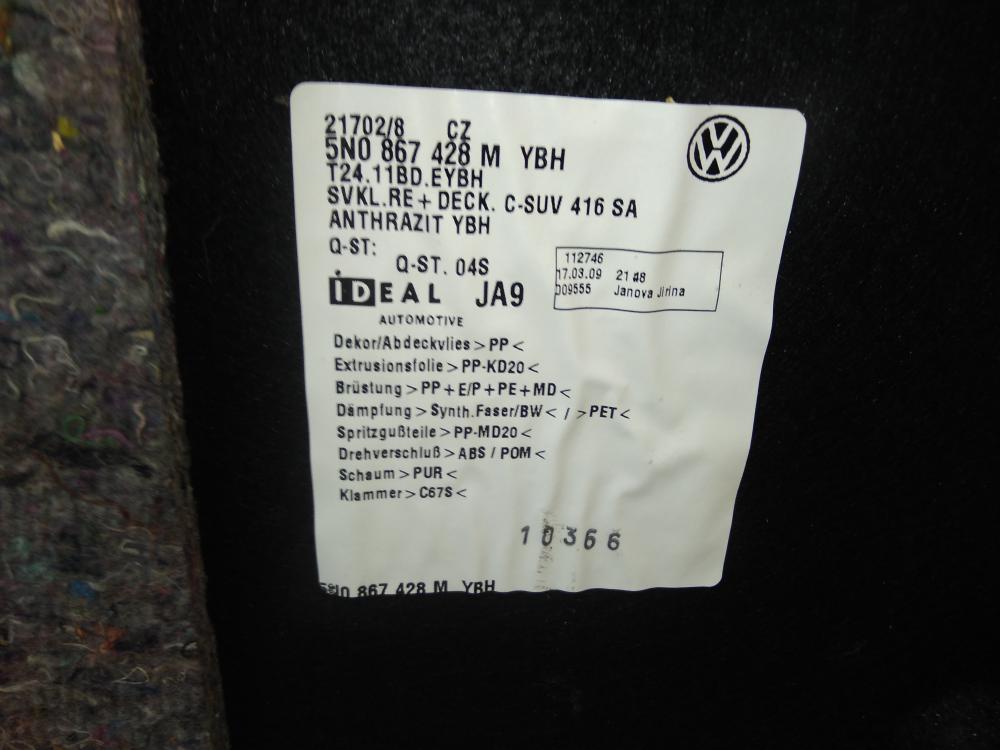 21702/8 CZ
5N0 867 428 M YBH
T24.11BD.EYBH
SVKL.RE+DECK. C-SUV 416 SA
ANTHRAZIT YBH
Q-ST:
Q-ST. 04S
IDEAL JA9
AUTOMOTIVE
112746
17.03.09 21:48
009555 Janova Jirina
Dekor/Abdeckvlies>PP<
Extrusionsfolie>PP-KD20<
Brüstung>PP+E/P+PE+MD<
Dämpfung>Synth.Faser/BW< / >PET<
Spritzgußteile>PP-MD20<
Drehverschluß>ABS / POM<
Schaum>PUR<
Klammer>C67S<
10366
5N0 867 428 M YBH